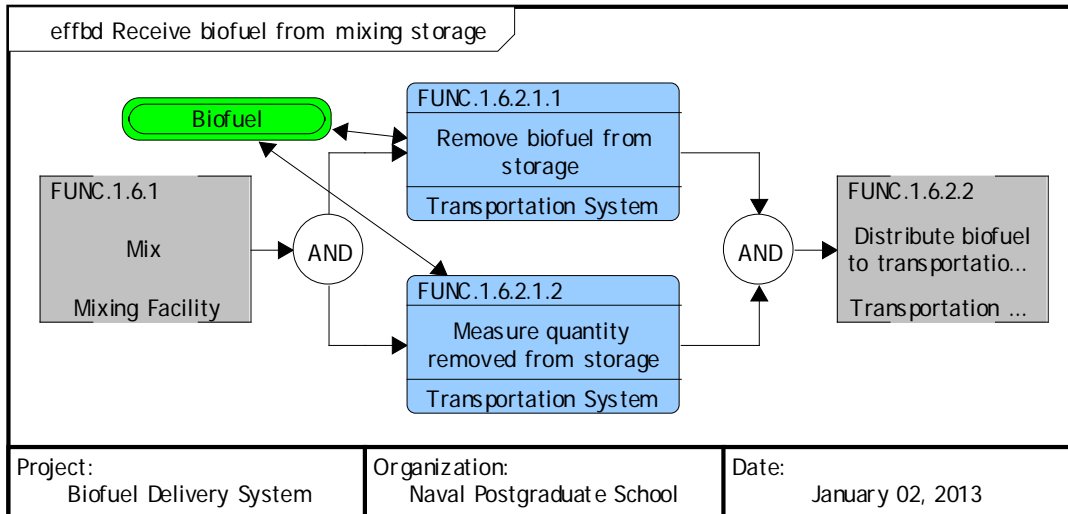 effbd Receive biofuel from mixing storage
Biofuel
FUNC.1.6.2.1.1
Remove biofuel from
storage
Transportation System
FUNC.1.6.1
Mix
Mixing Facility
AND
FUNC.1.6.2.1.2
Measure quantity
removed from storage
Transportation System
AND
FUNC.1.6.2.2
Distribute biofuel
to transportatio...
Transportation ...
Project:
Biofuel Delivery System
Organization:
Naval Postgraduate School
Date:
January 02, 2013